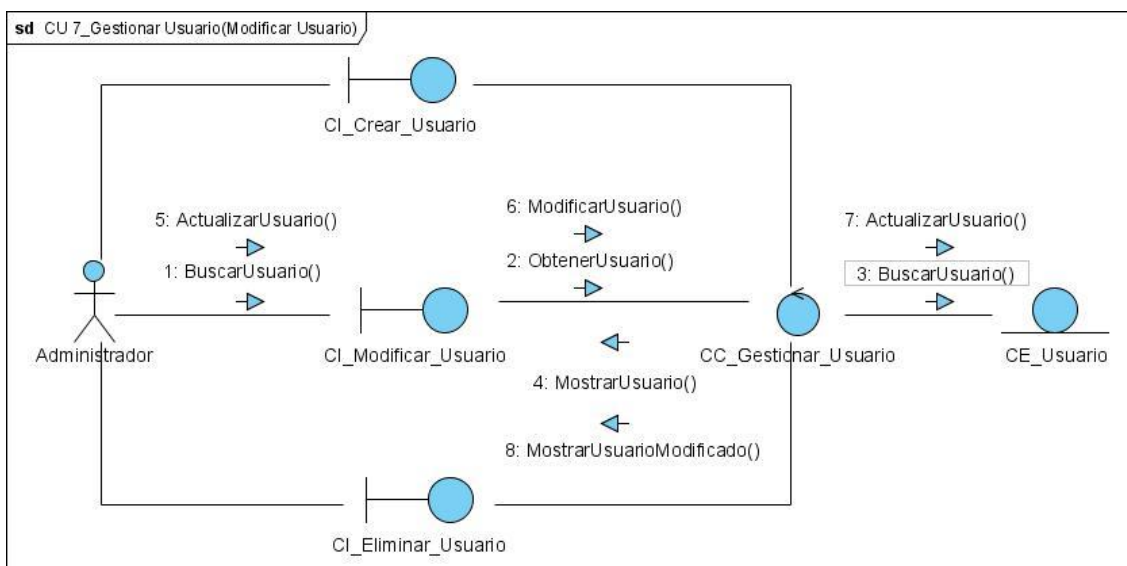 sd CU 7_Gestionar Usuario(Modificar Usuario)
CI_Crear_Usuario
5: ActualizarUsuario()
6: ModificarUsuario()
7: ActualizarUsuario()
1: BuscarUsuario()
2: ObtenerUsuario()
3: BuscarUsuario()
Administrador
CI_Modificar_Usuario
CC_Gestionar_Usuario
CE_Usuario
4: MostrarUsuario()
8: MostrarUsuarioModificado()
CI_Eliminar_Usuario